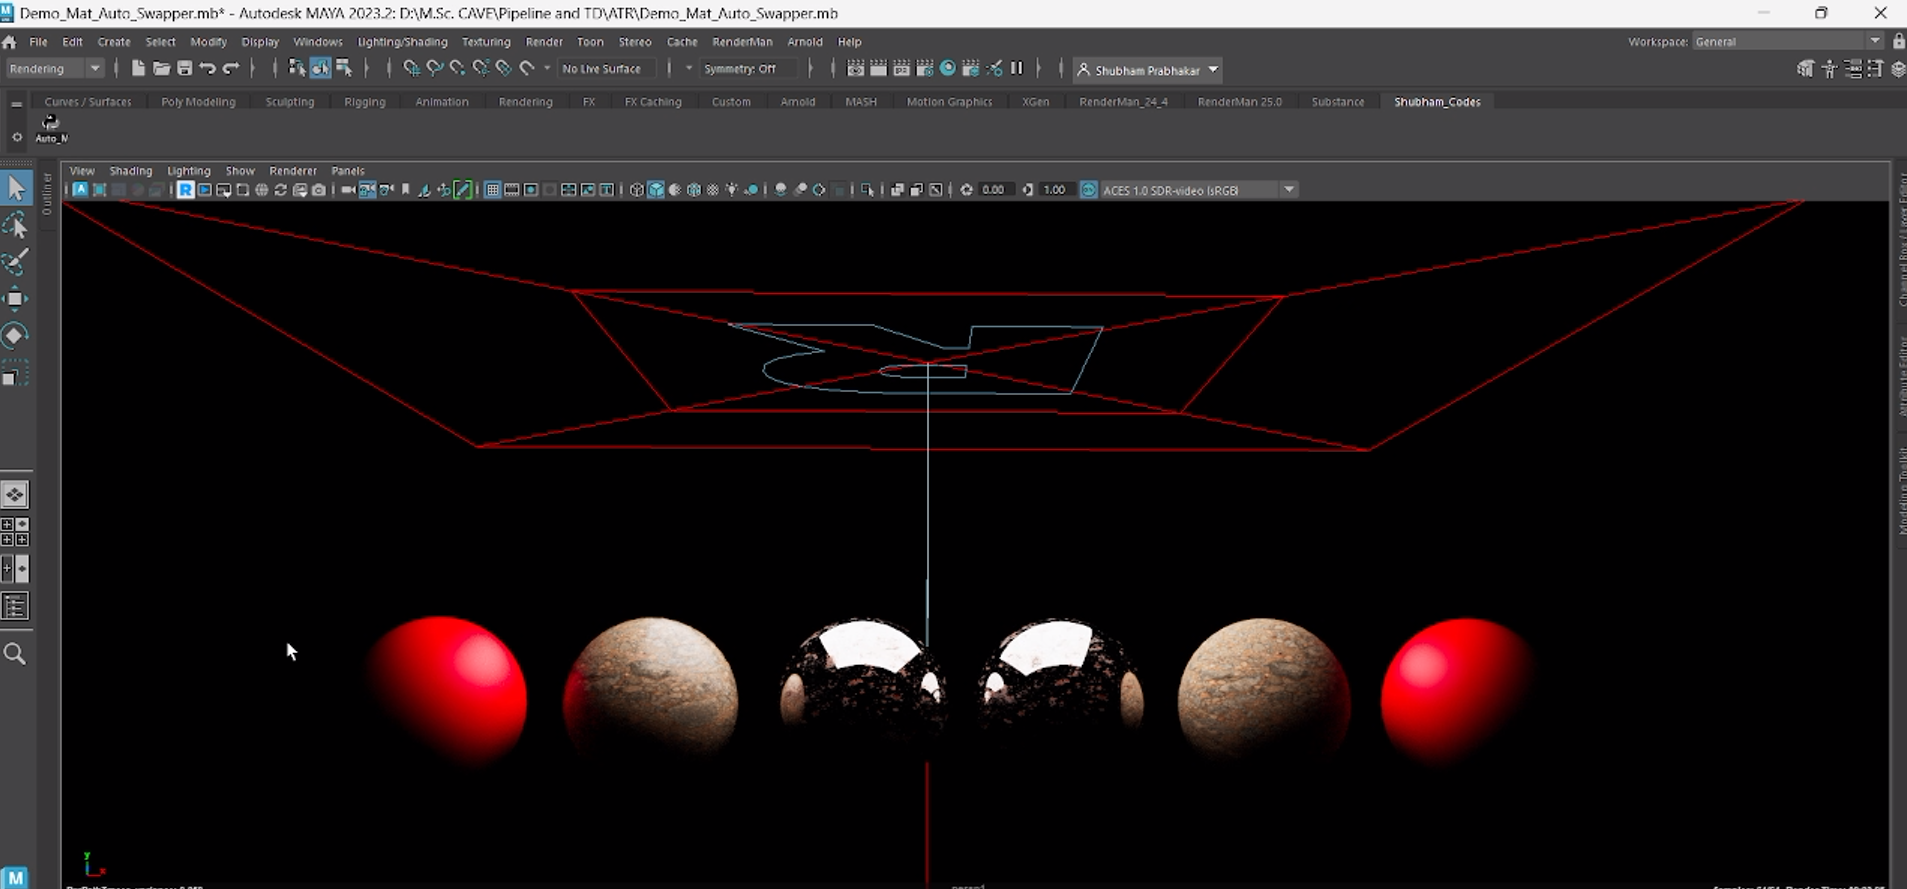 Demo_Mat_Auto_Swapper.mb* - Autodesk MAYA 2023.2: D:\M.Sc. CAVE\Pipeline and TD\ATR\Demo_Mat_Auto_Swapper.mb
File Edit Create Select Modify Display Windows Lighting/Shading Texturing Render Toon Stereo Cache RenderMan Arnold Help Workspace: General
Rendering No Live Surface Symmetry: Off Shubham Prabhakar
Curves / Surfaces Poly Modeling Sculpting Rigging Animation Rendering FX FX Caching Custom Arnold MASH Motion Graphics XGen RenderMan_24_4 RenderMan 25.0 Substance Shubham_Codes
Auto_M
View Shading Lighting Show Renderer Panels
0.00 1.00 ACES 1.0 SDR-video (sRGB)
Outliner
Channel Box / Layer Editor
Attribute Editor
Modeling Toolkit
y
x
M